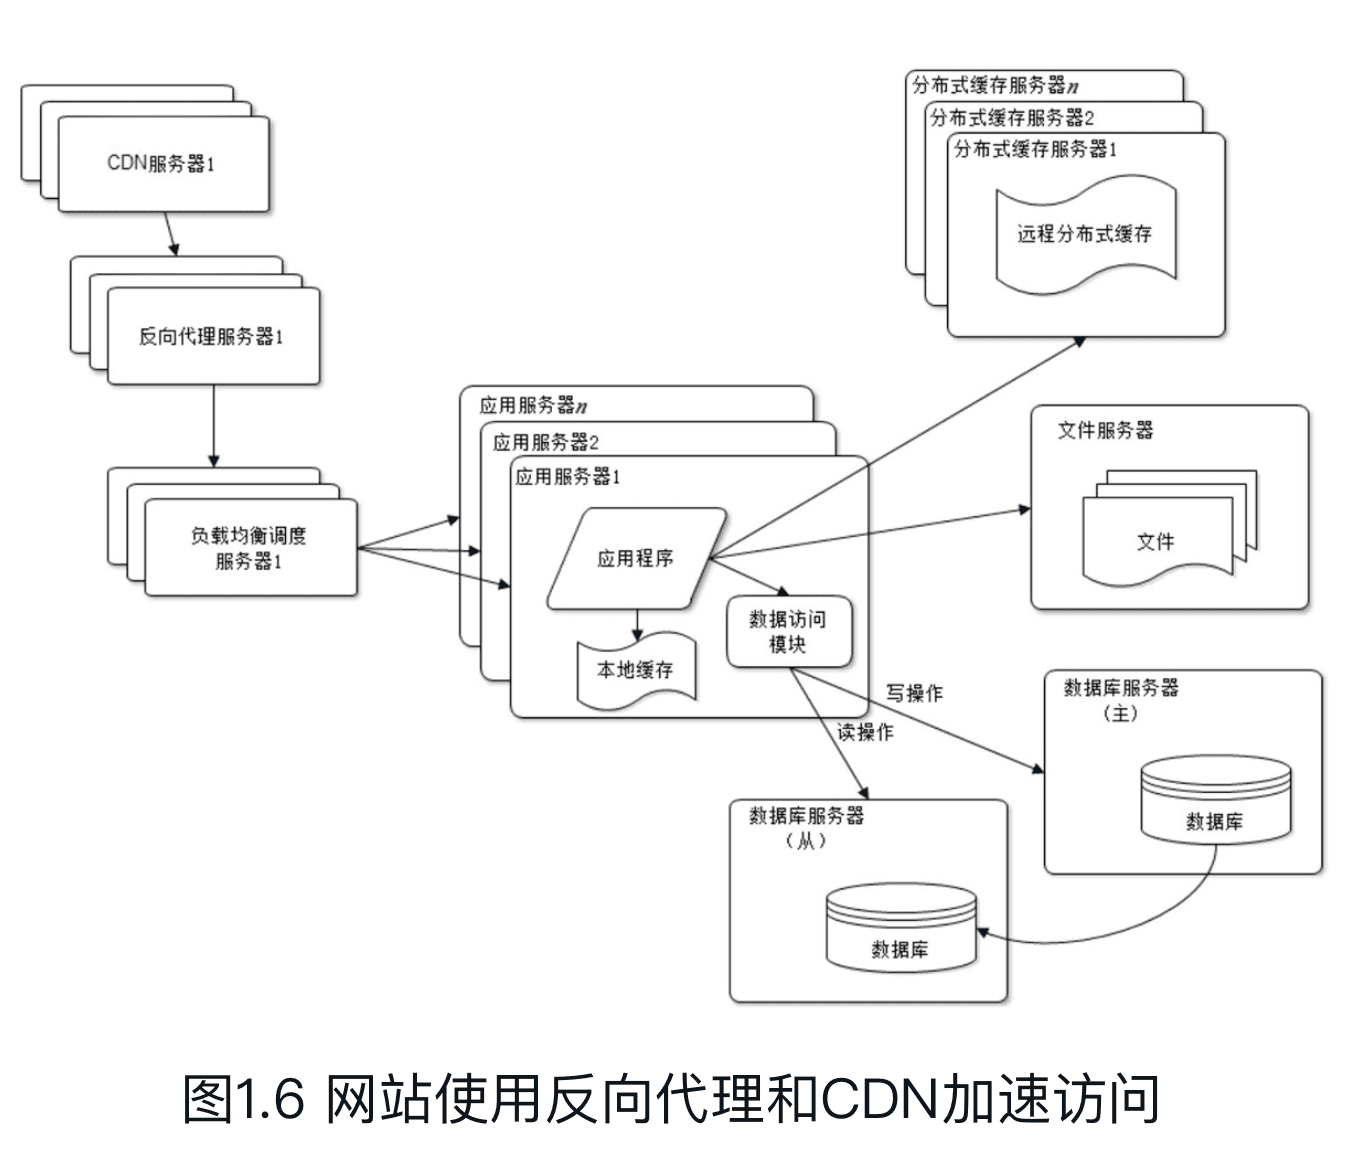 CDN服务器1
反向代理服务器1
负载均衡调度
服务器1
应用服务器n
应用服务器2
应用服务器1
应用程序
本地缓存
数据访问
模块
分布式缓存服务器n
分布式缓存服务器2
分布式缓存服务器1
远程分布式缓存
文件服务器
文件
写操作
读操作
数据库服务器
（主）
数据库
数据库服务器
（从）
数据库
图1.6 网站使用反向代理和CDN加速访问